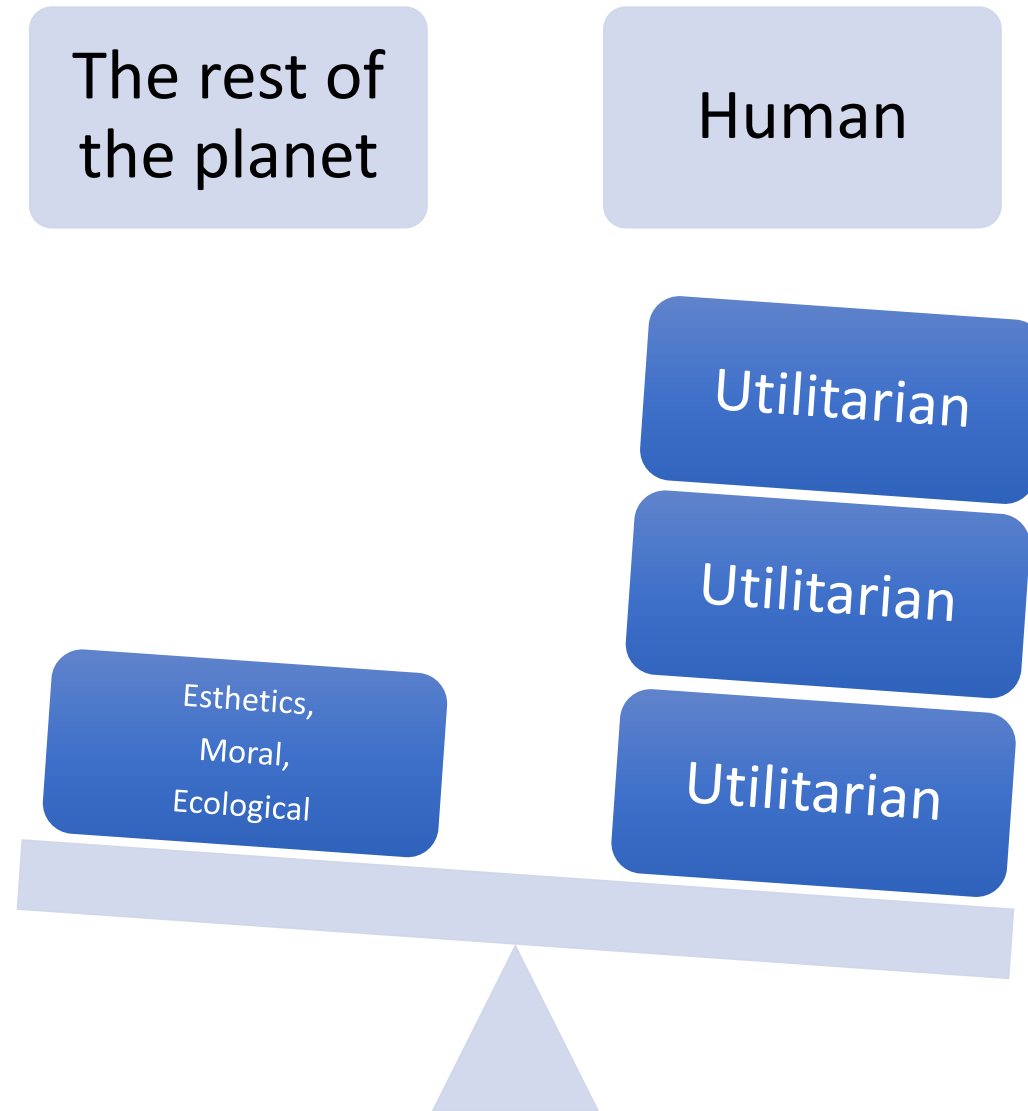 The rest of
the planet
Human
Utilitarian
Utilitarian
Esthetics,
Moral,
Ecological
Utilitarian